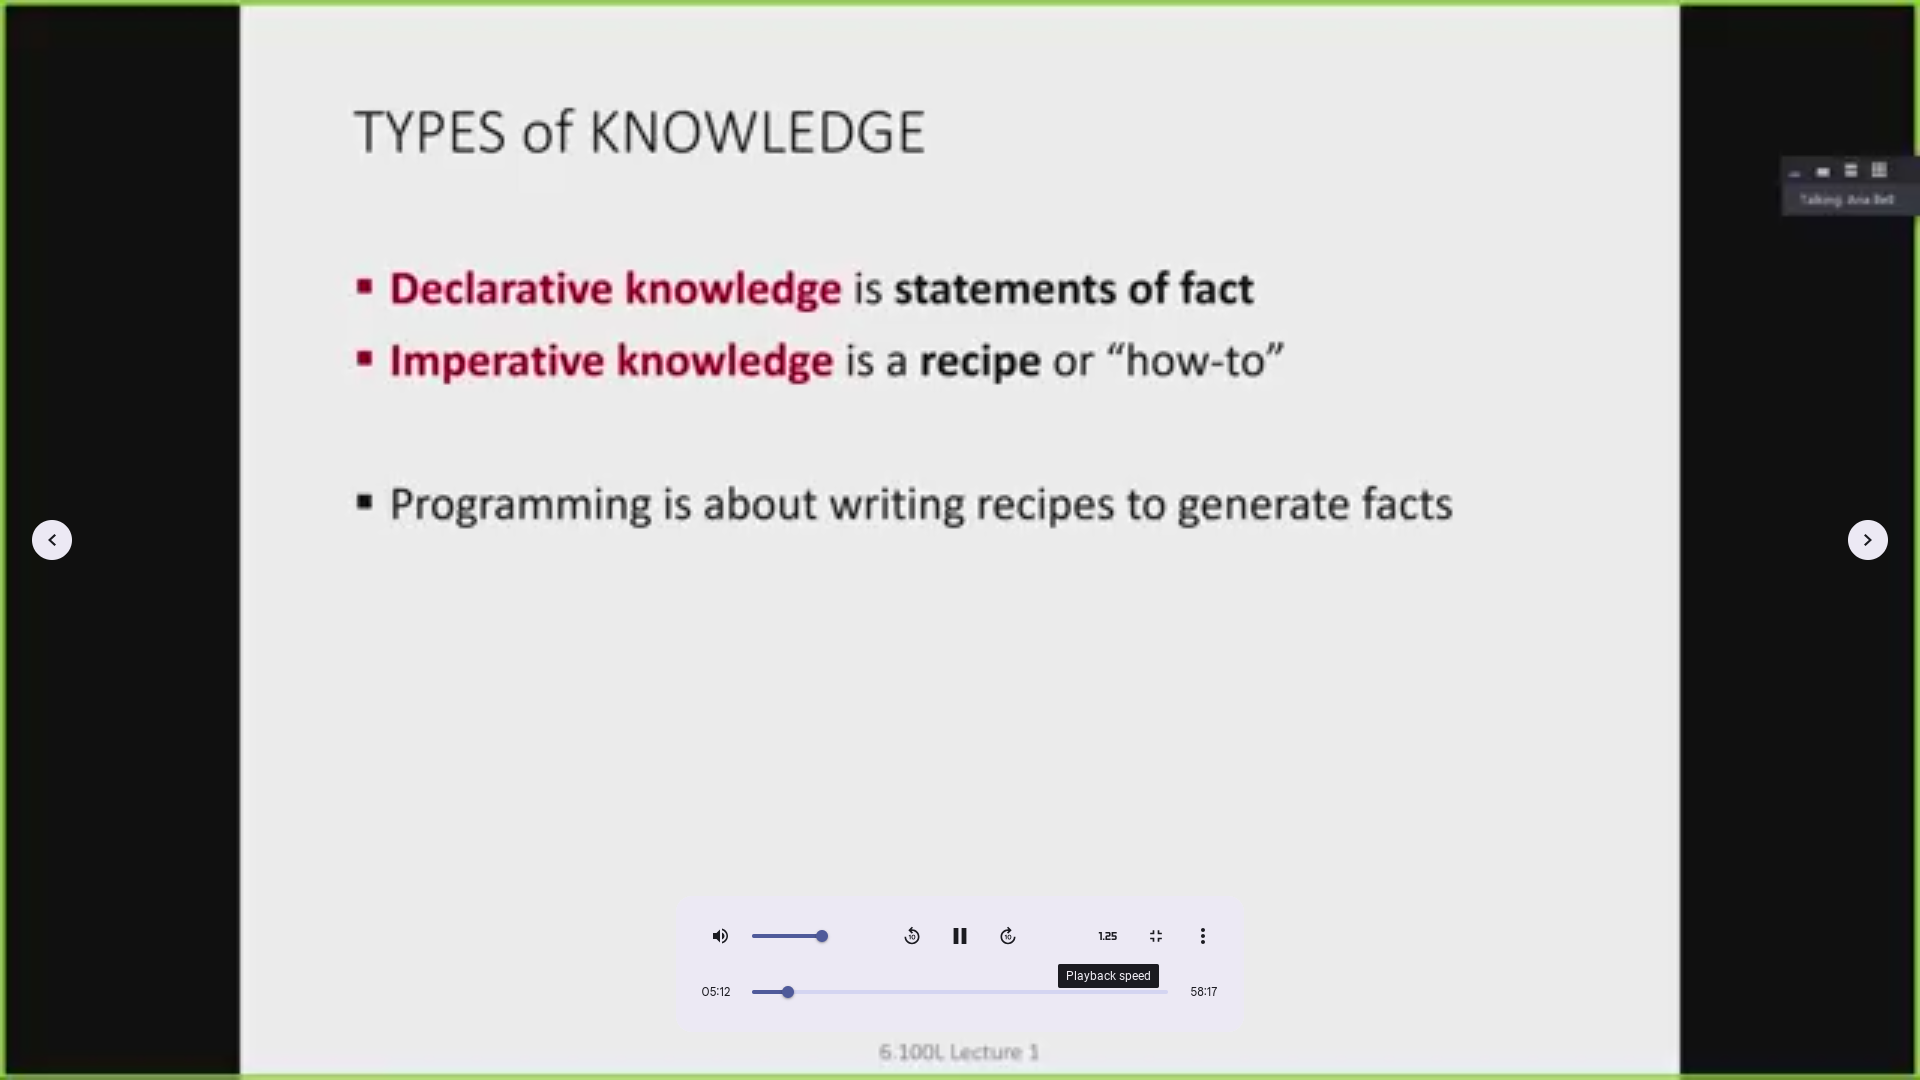 TYPES of KNOWLEDGE
Talking: Ana Bell
▪ Declarative knowledge is statements of fact
▪ Imperative knowledge is a recipe or “how-to”
▪ Programming is about writing recipes to generate facts
10
10
1.25
Playback speed
05:12
58:17
6.100L Lecture 1